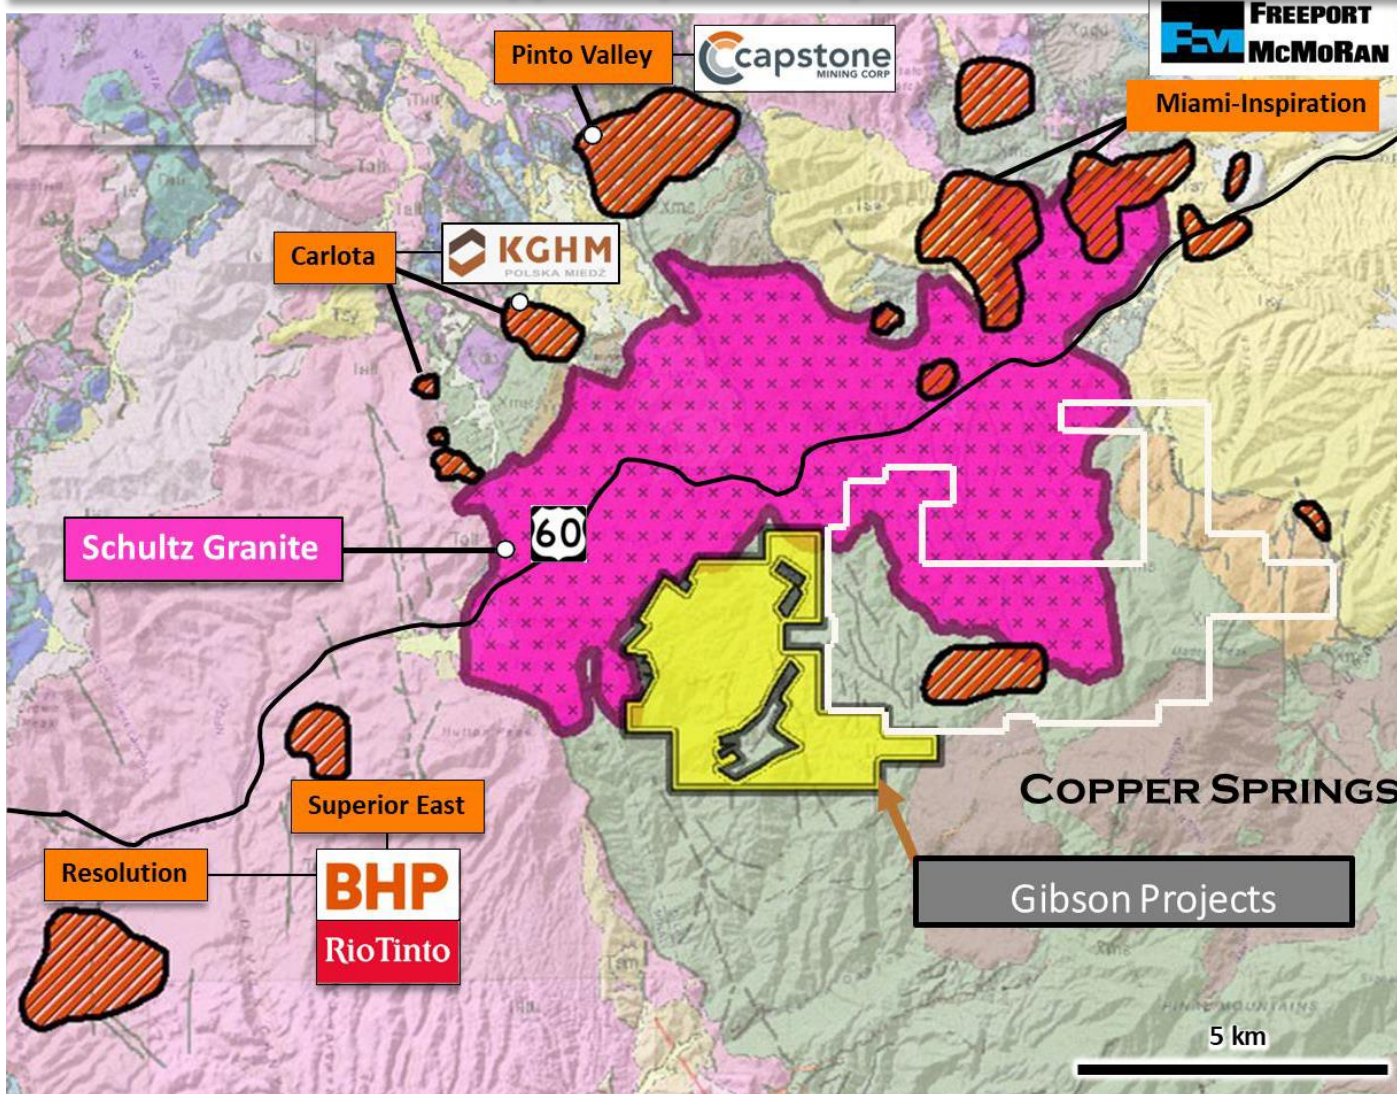 FREEPORT
McMoRAN
FMI
Pinto Valley
capstone
MINING CORP
Miami-Inspiration
Carlota
KGHM
POLSKA MIEDŹ
Schultz Granite
60
Superior East
COPPER SPRINGS
Resolution
BHP
RioTinto
Gibson Projects
5 km